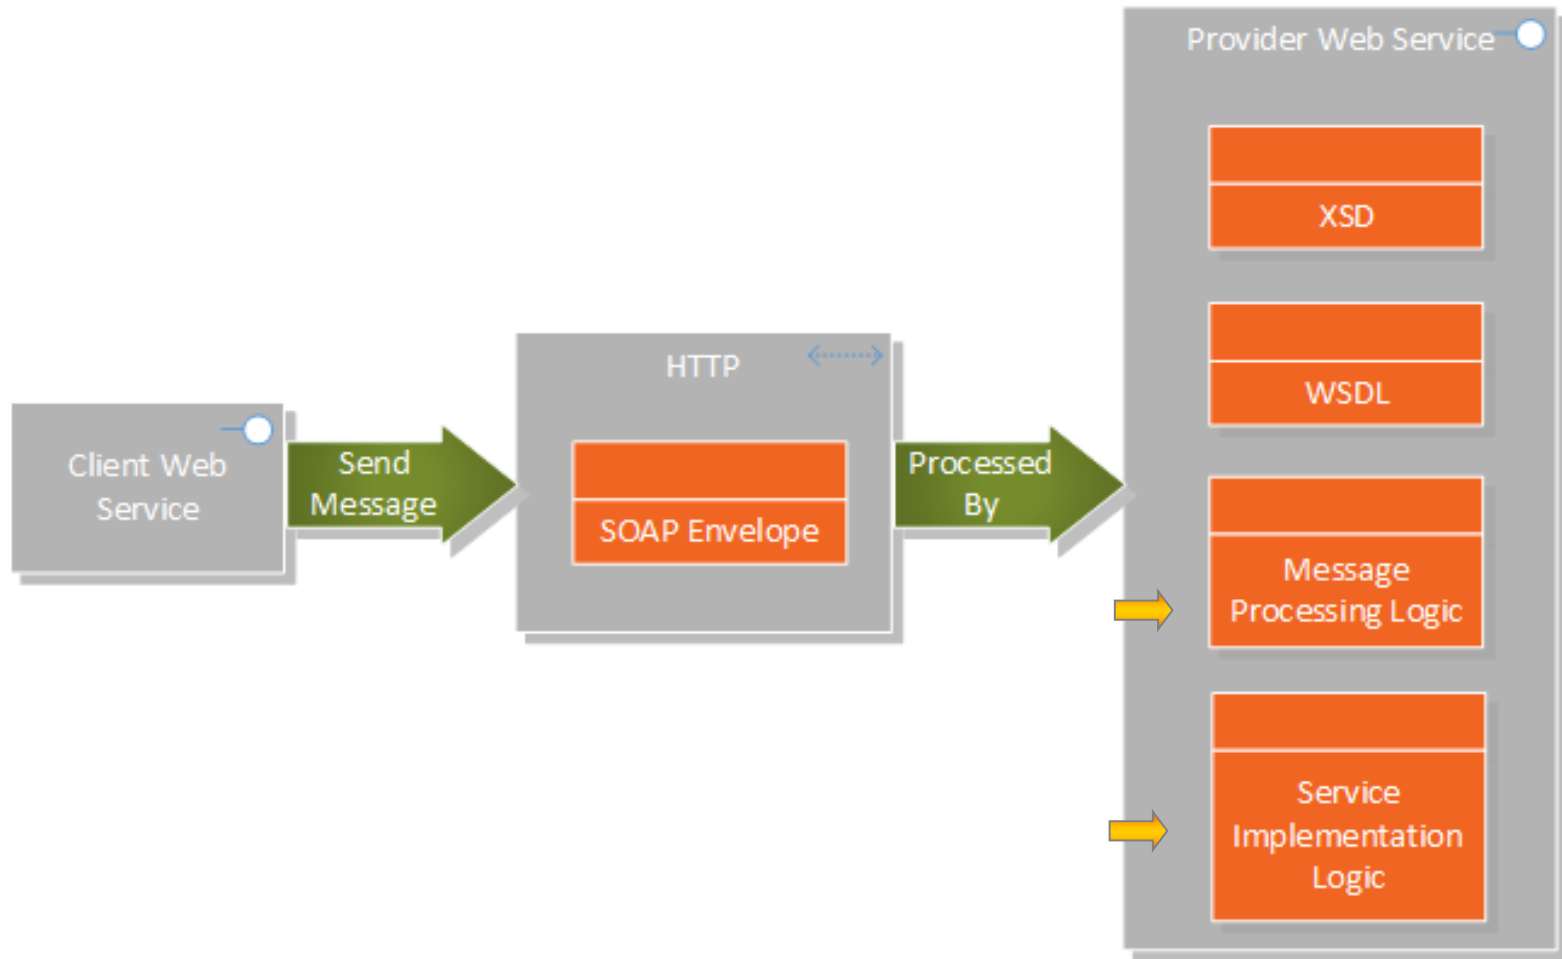 Provider Web Service
XSD
WSDL
HTTP
SOAP Envelope
Client Web
Service
Send
Message
Processed
By
Message
Processing Logic
Service
Implementation
Logic